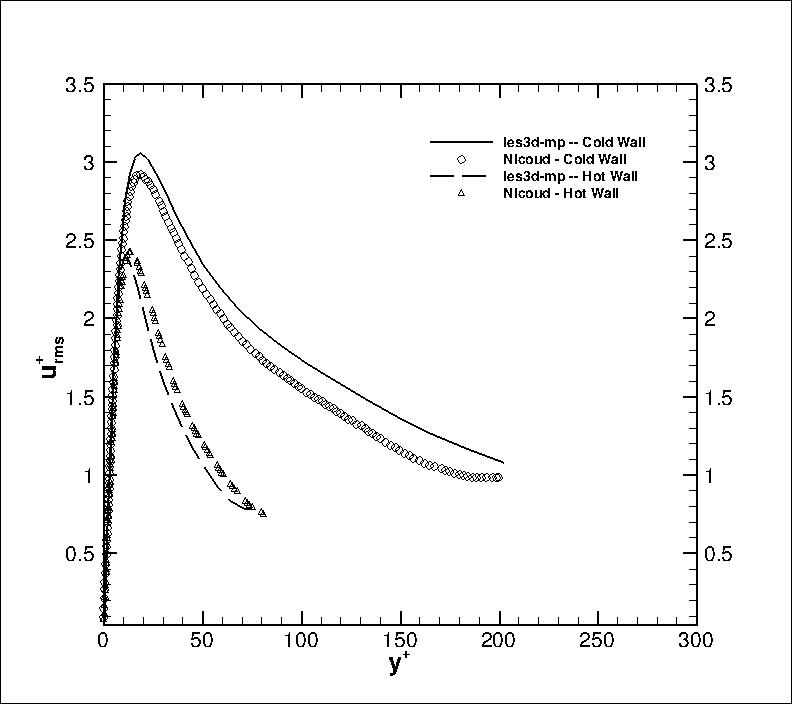 3.5 3.5
les3d-mp -- Cold Wall
3 Nicoud - Cold Wall 3
les3d-mp -- Hot Wall
Nicoud - Hot Wall
2.5 2.5
2 2
u+rms
1.5 1.5
1 1
0.5 0.5
0 50 100 150 200 250 300
y+